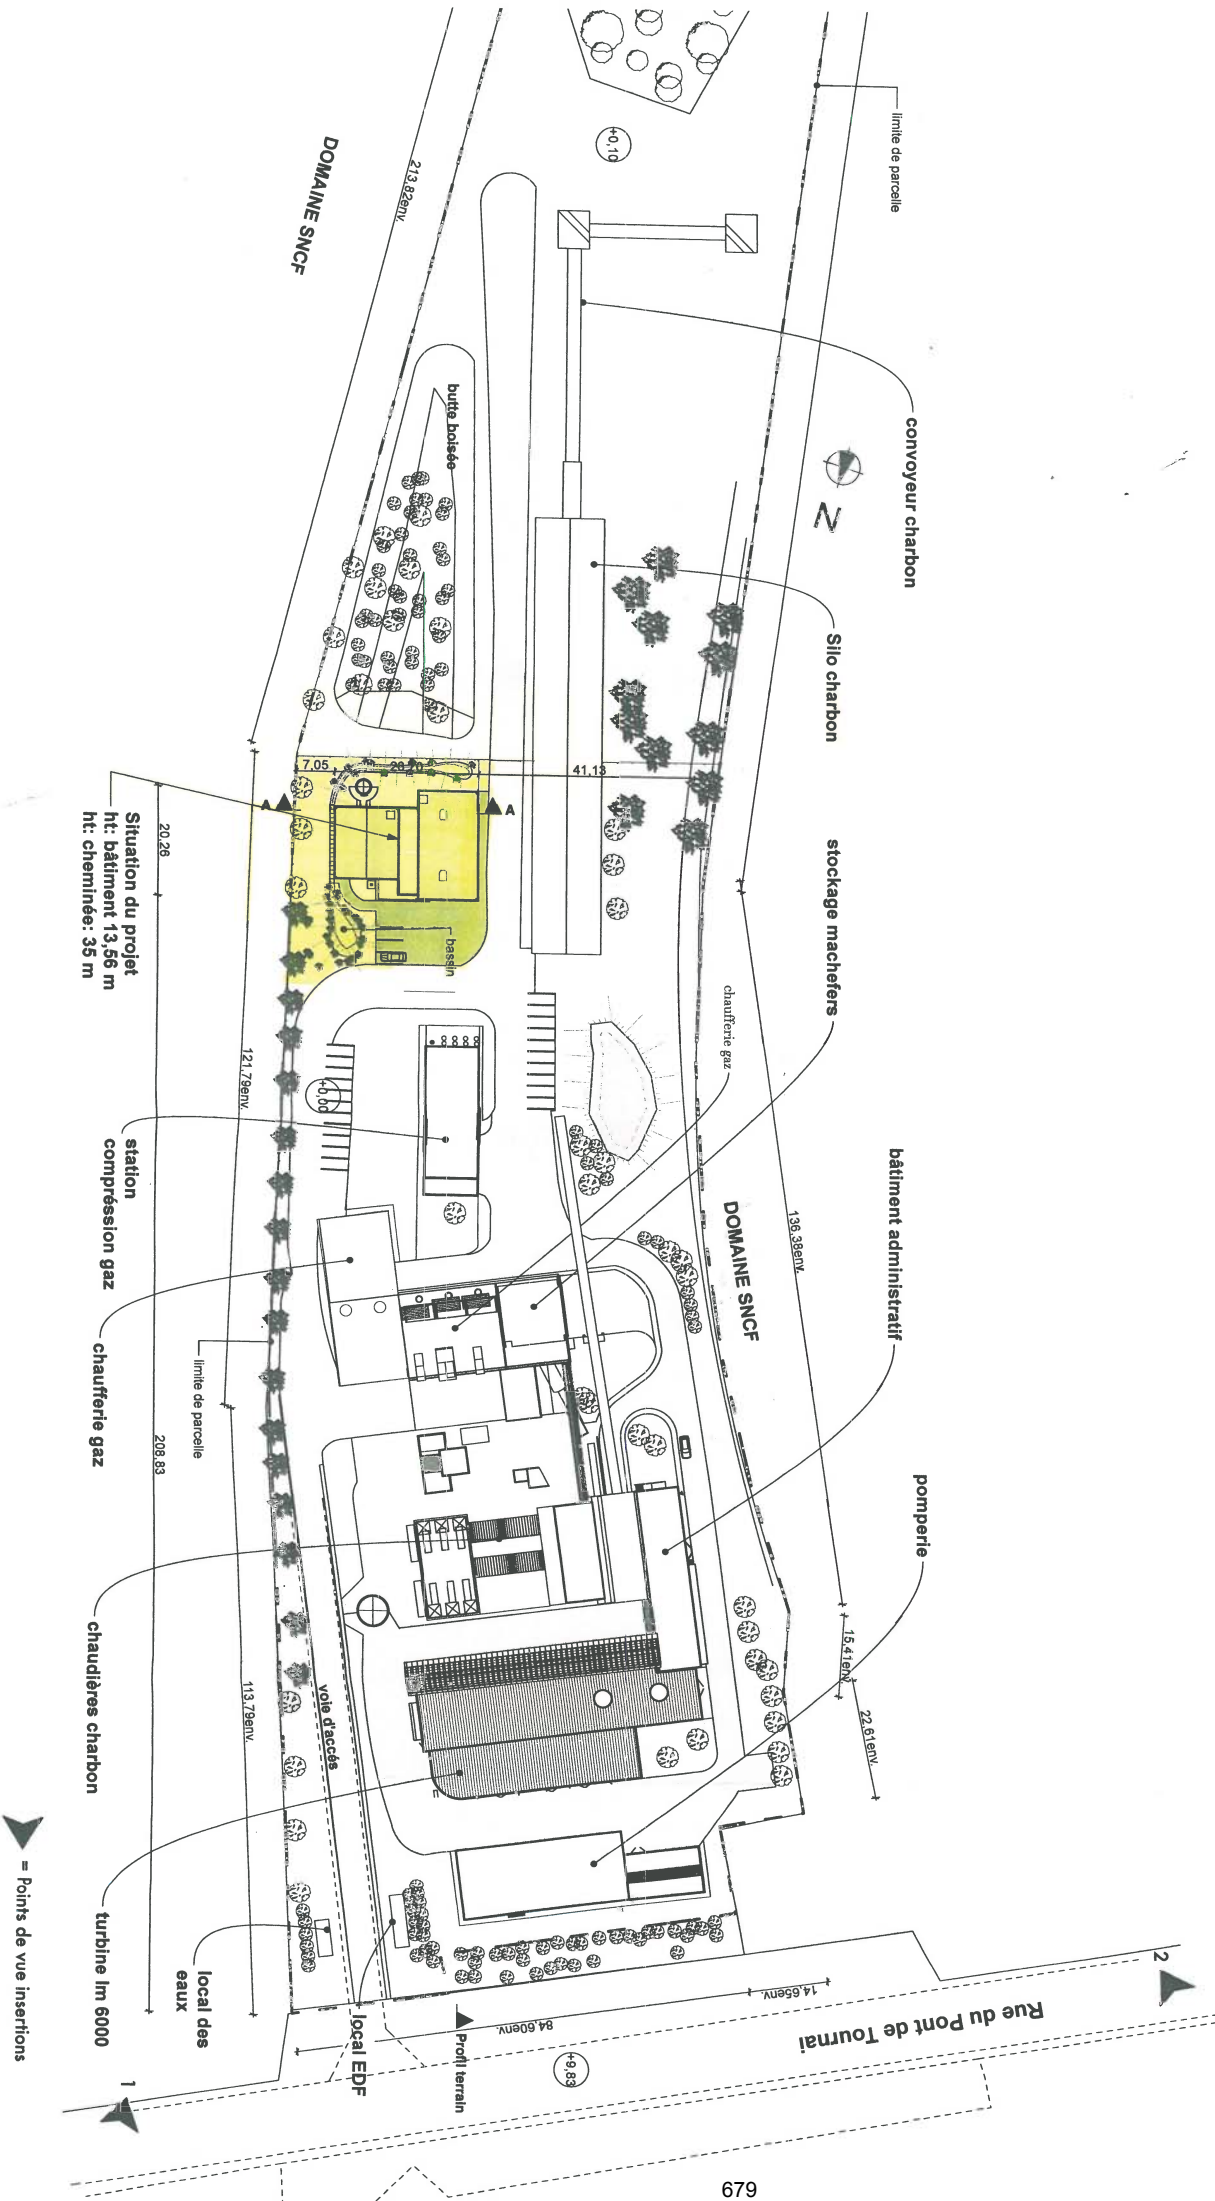 limite de parcelle
+0,10
DOMAINE SNCF
213,82env.
convoyeur charbon
N
butte boisée
Silo charbon
7,05
41,13
A
A
20,26
Situation du projet
ht: bâtiment 13,56 m
ht: cheminée: 35 m
bassin
stockage machefers
chaufferie gaz
+0,00
121,79env.
station
compréssion gaz
bâtiment administratif
136,38env.
DOMAINE SNCF
limite de parcelle
chaufferie gaz
208,83
pomperie
15,41env.
22,61env.
chaudières charbon
113,79env.
voie d'accés
turbine lm 6000
local des
eaux
local EDF
Profil terrain
84,60env.
14,65env.
+9,83
Rue du Pont de Tournai
2
1
= Points de vue insertions
679